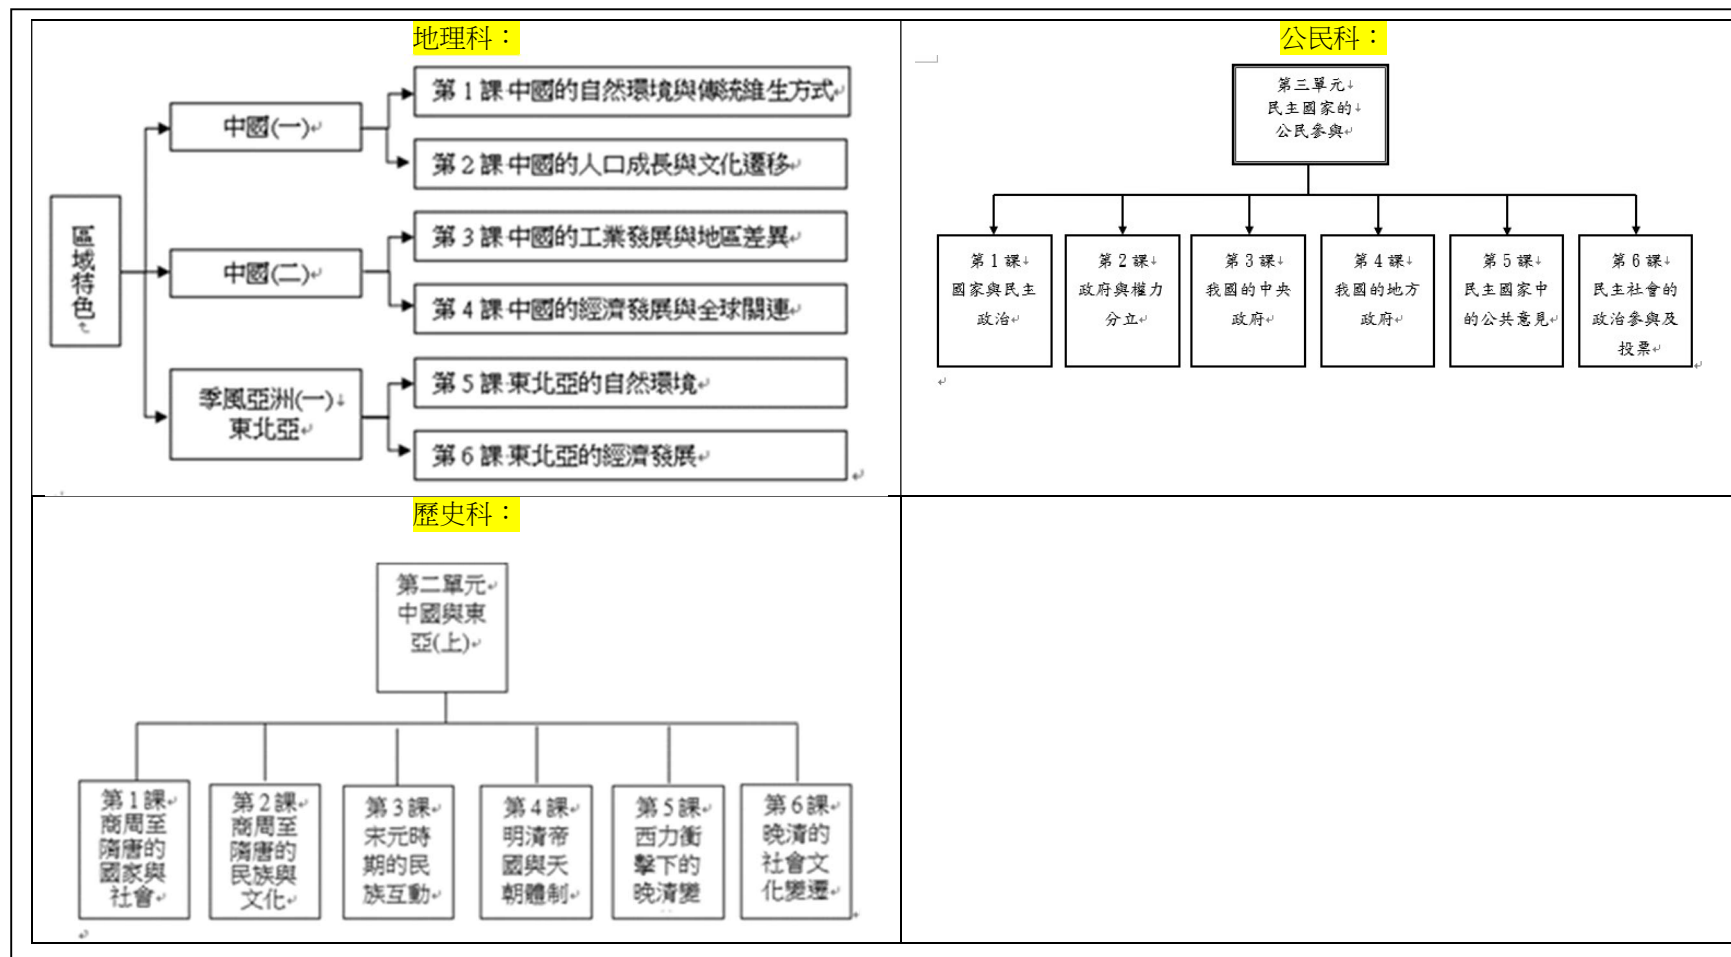 地理科：
區域特色
中國(一)
第 1 課 中國的自然環境與傳統維生方式
第 2 課 中國的人口成長與文化遷移
中國(二)
第 3 課 中國的工業發展與地區差異
第 4 課 中國的經濟發展與全球關連
季風亞洲(一)
東北亞
第 5 課 東北亞的自然環境
第 6 課 東北亞的經濟發展
公民科：
第三單元
民主國家的
公民參與
第 1 課
國家與民主
政治
第 2 課
政府與權力
分立
第 3 課
我國的中央
政府
第 4 課
我國的地方
政府
第 5 課
民主國家中
的公共意見
第 6 課
民主社會的
政治參與及
投票
歷史科：
第二單元
中國與東
亞(上)
第 1 課
商周至
隋唐的
國家與
社會
第 2 課
商周至
隋唐的
民族與
文化
第 3 課
宋元時
期的民
族互動
第 4 課
明清帝
國與天
朝體制
第 5 課
西力衝
擊下的
晚清變
第 6 課
晚清的
社會文
化變遷